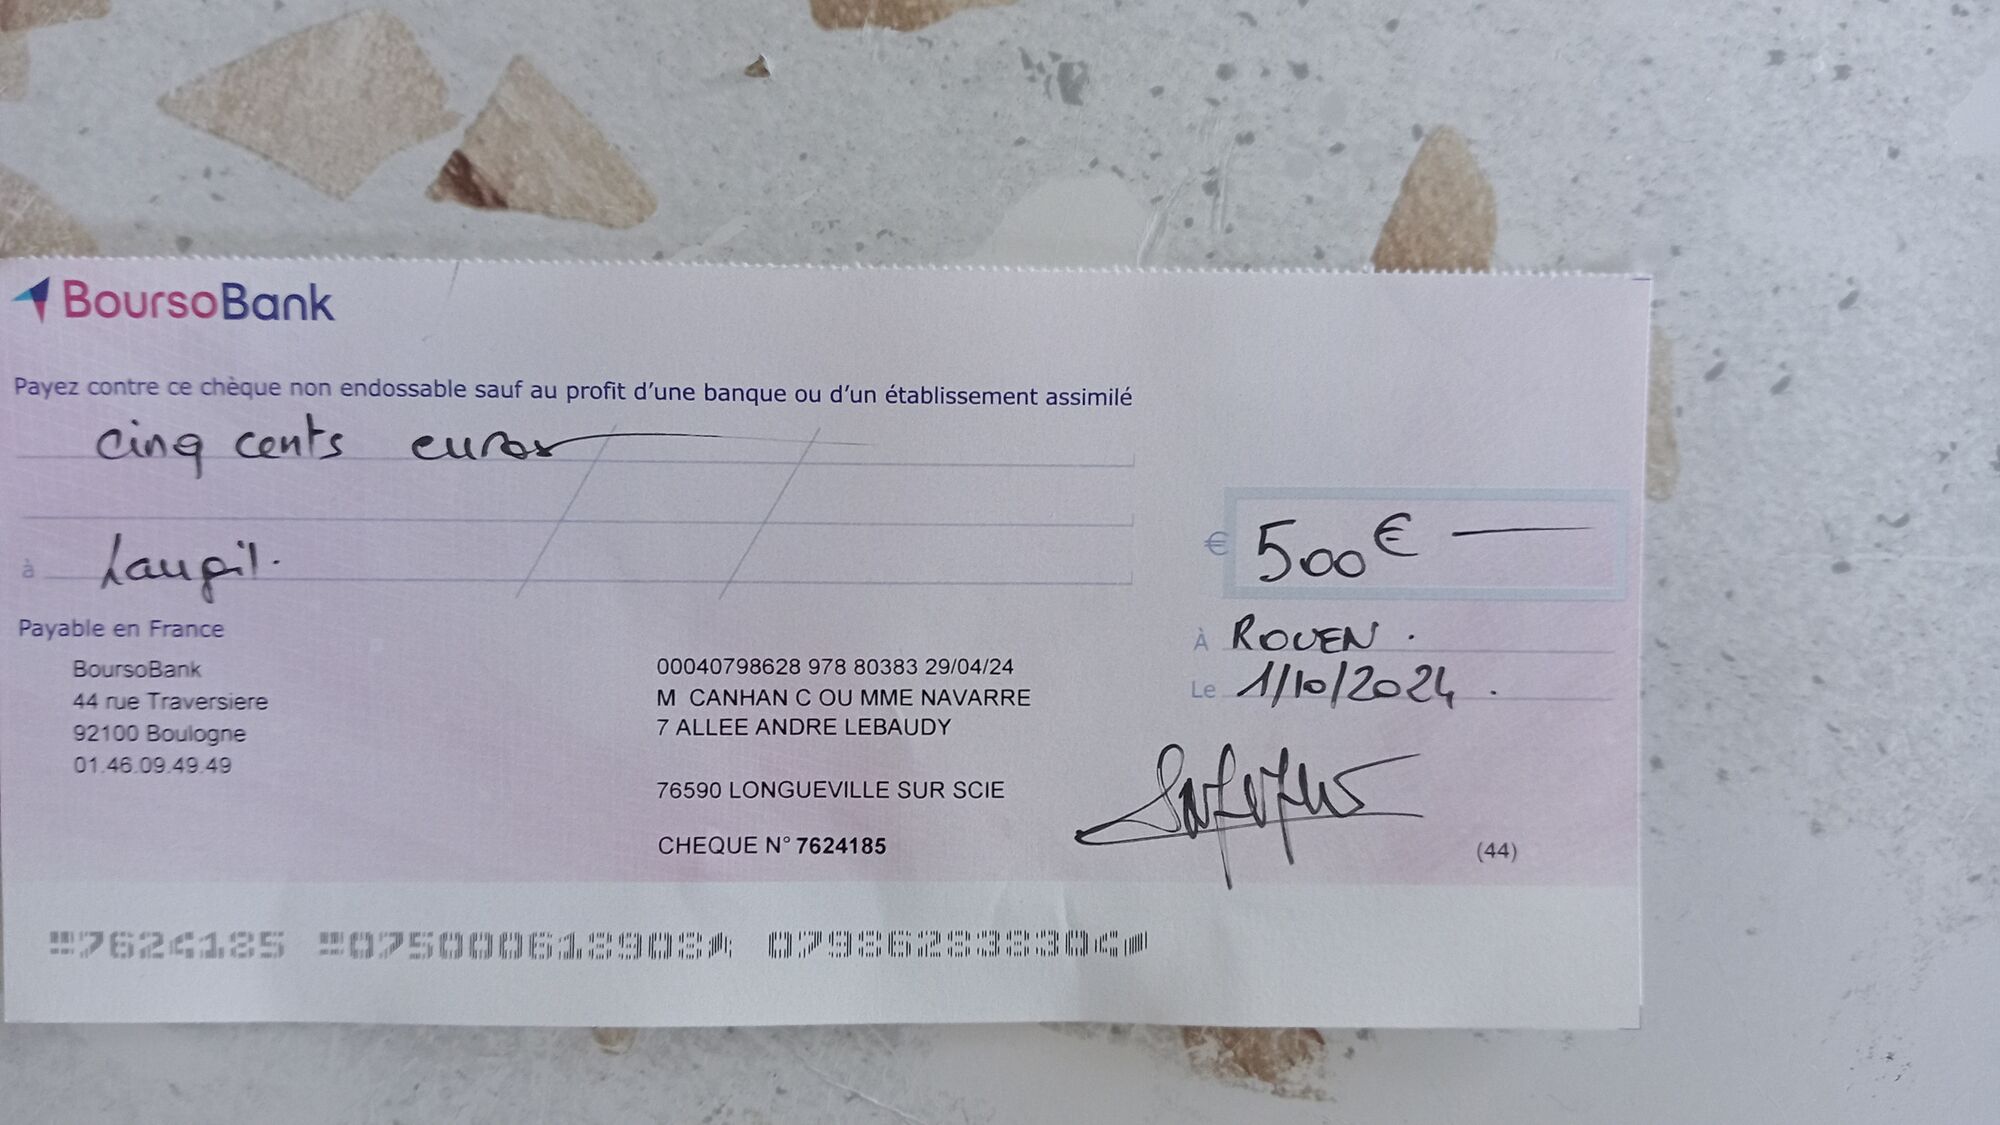 BoursoBank
Payez contre ce chèque non endossable sauf au profit d'une banque ou d'un établissement assimilé
cinq cents euros
€ 500 €
à Laugil.
Payable en France
À ROUEN.
BoursoBank
44 rue Traversiere
92100 Boulogne
01.46.09.49.49
00040798628 978 80383 29/04/24
M CANHAN C OU MME NAVARRE
7 ALLEE ANDRE LEBAUDY
76590 LONGUEVILLE SUR SCIE
CHEQUE N° 7624185
Le 1/10/2024.
(44)
7624185 075000618908 079862838304